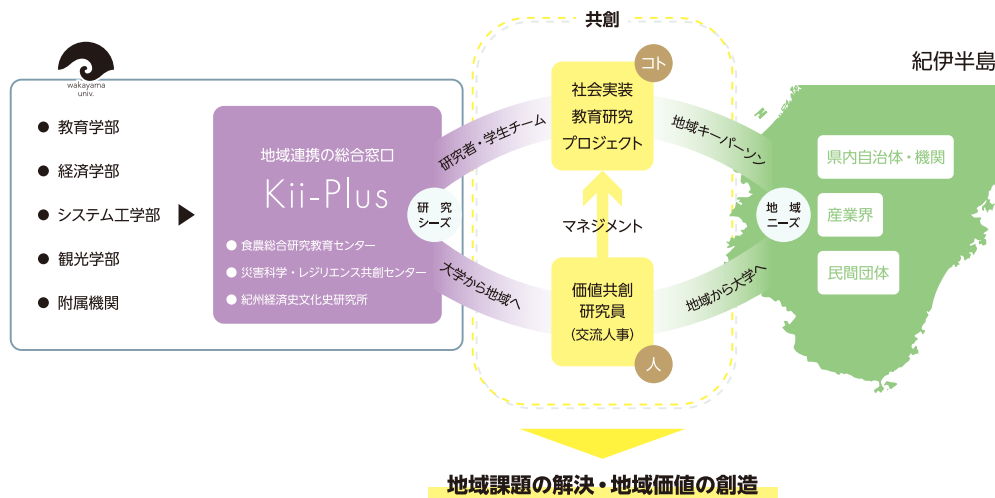 共創
コト
紀伊半島
wakayama
univ.
教育学部
経済学部
システム工学部
観光学部
附属機関
地域連携の総合窓口
Kii-Plus
食農総合研究教育センター
災害科学・レジリエンス共創センター
紀州経済史文化史研究所
研究
シーズ
研究者・学生チーム
大学から地域へ
社会実装
教育研究
プロジェクト
マネジメント
価値共創
研究員
(交流人事)
人
地域キーパーソン
地域から大学へ
地域
ニーズ
県内自治体・機関
産業界
民間団体
地域課題の解決・地域価値の創造